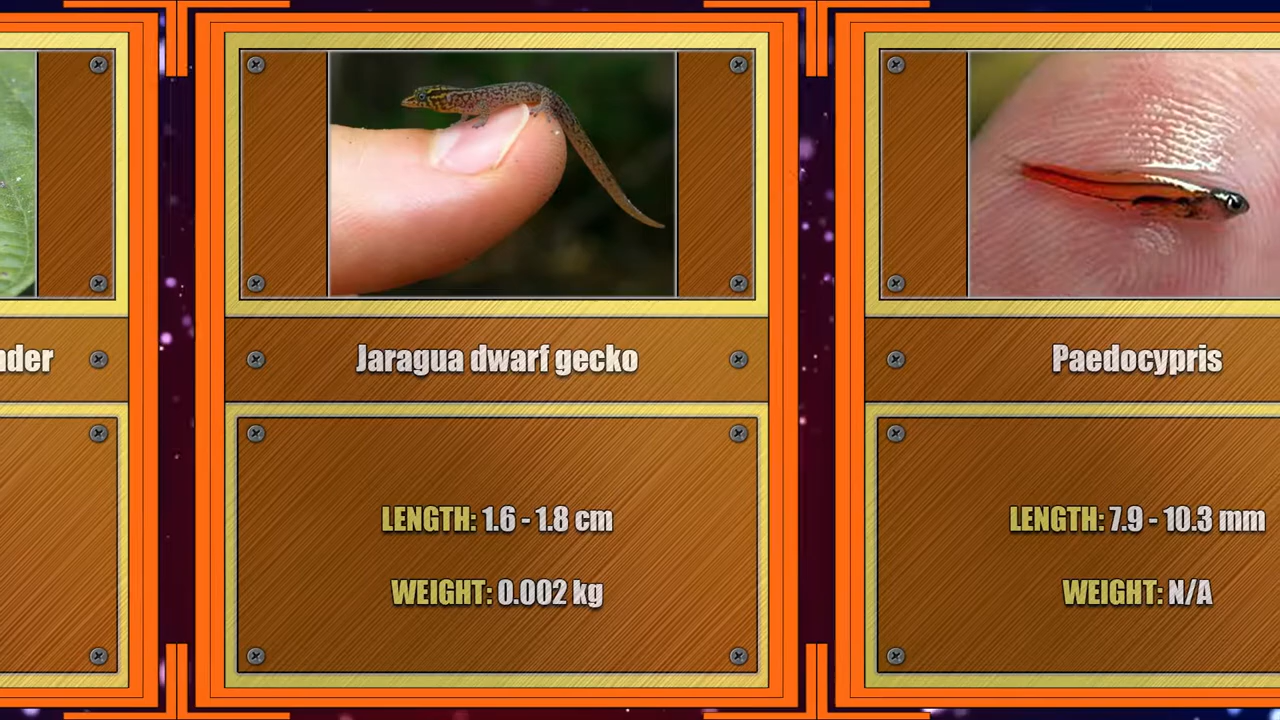 nder
Jaragua dwarf gecko
LENGTH: 1.6 - 1.8 cm
WEIGHT: 0.002 kg
Paedocypris
LENGTH: 7.9 - 10.3 mm
WEIGHT: N/A